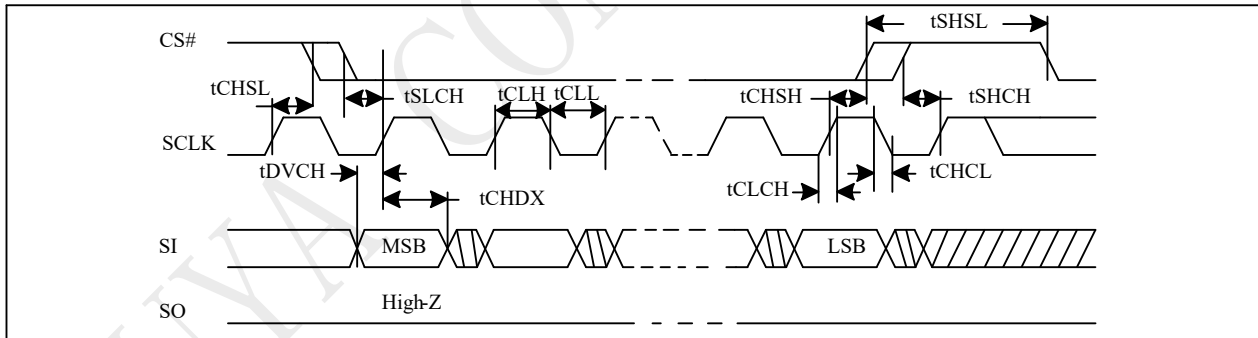 tSHSL
CS#
tCHSL
tSLCH
tCLH
tCLL
tCHSH
tSHCH
SCLK
tDVCH
tCHDX
tCLCH
tCHCL
SI
MSB
LSB
SO
High-Z